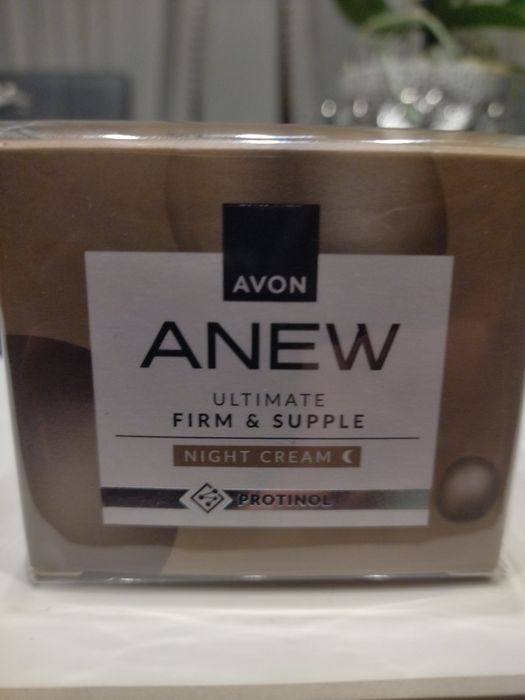 AVON
ANEW
ULTIMATE
FIRM & SUPPLE
NIGHT CREAM
PROTINOL